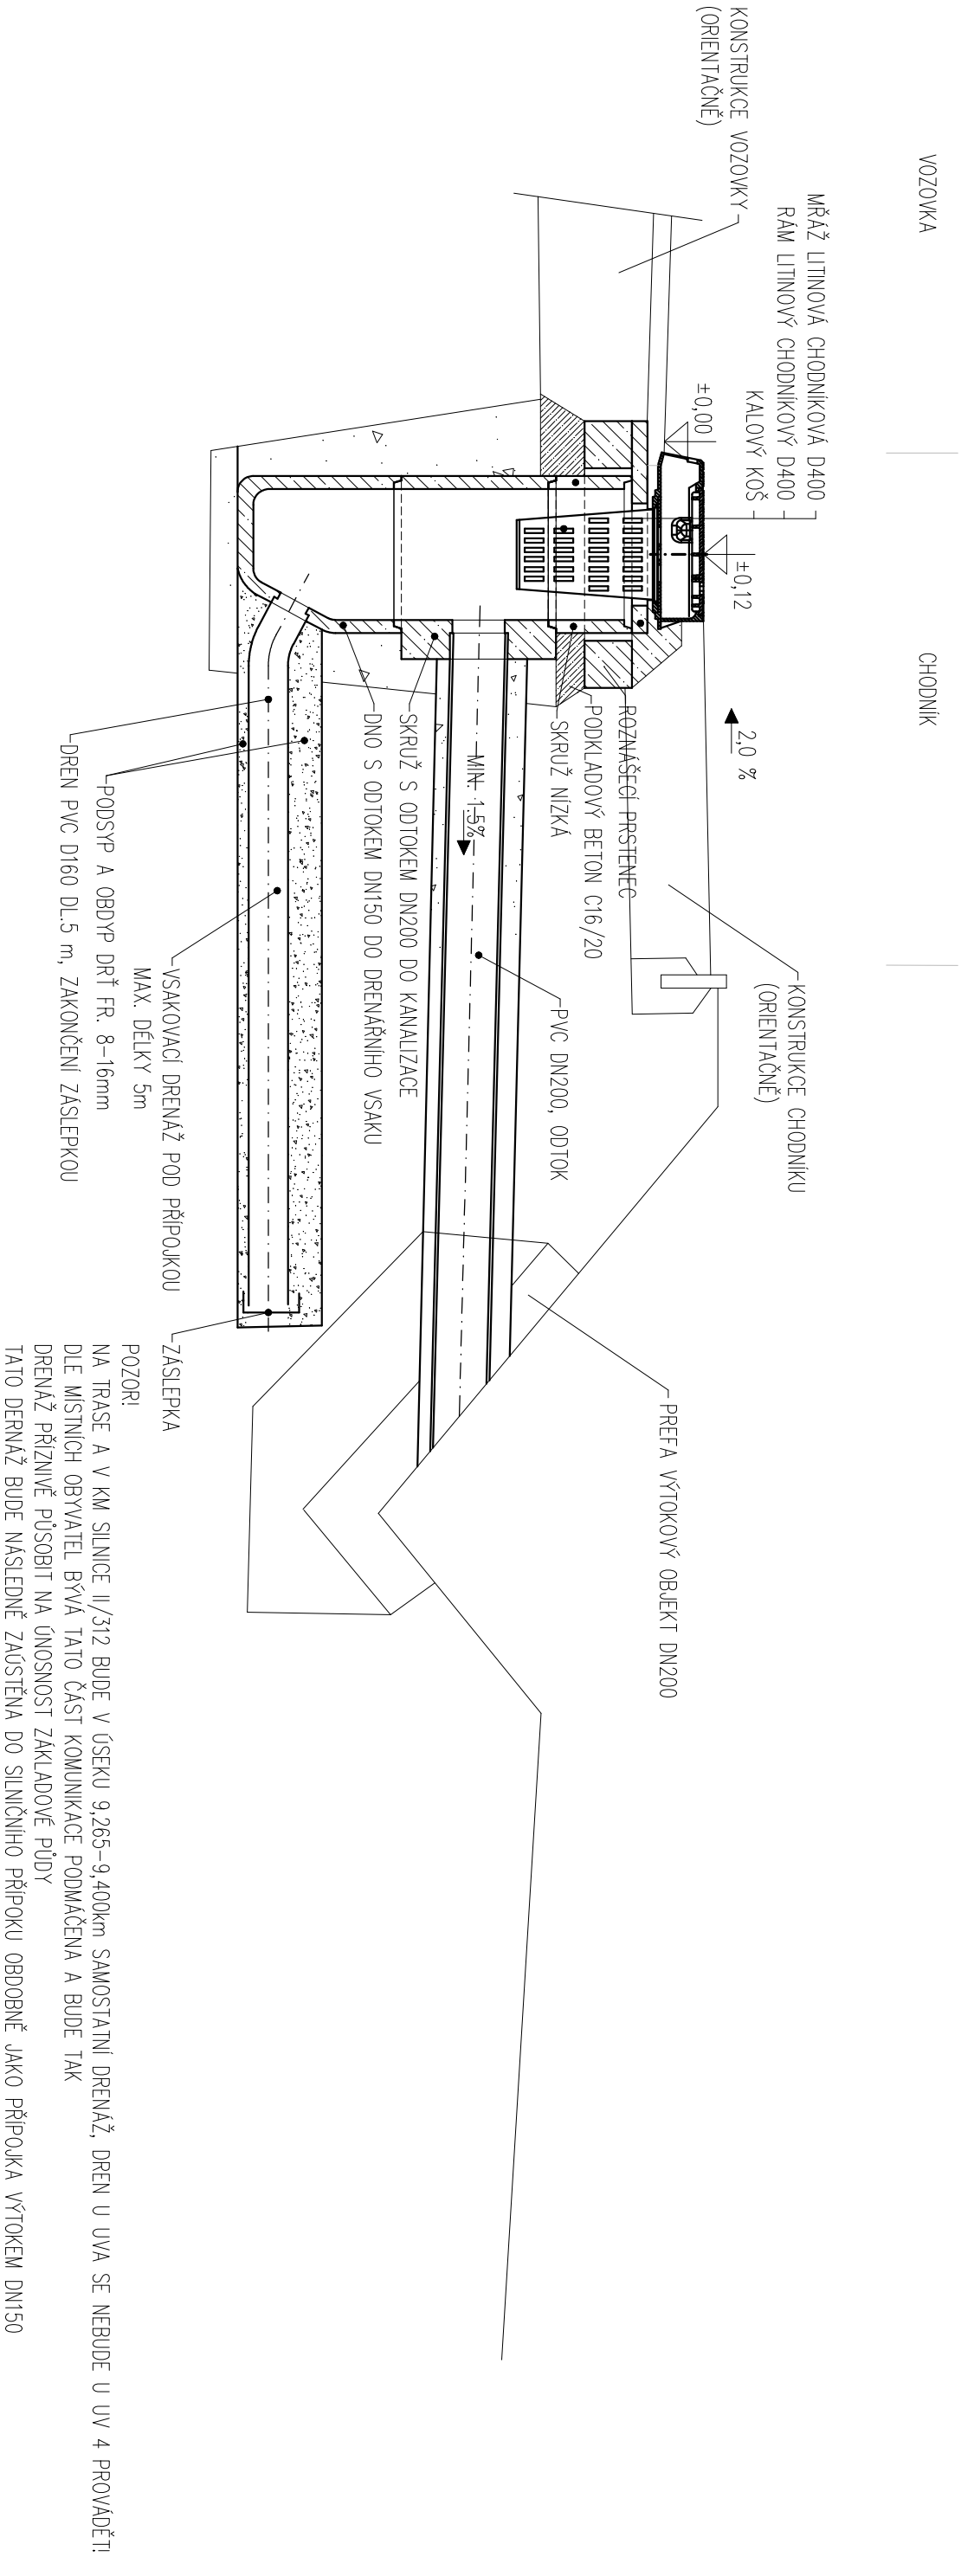 VOZOVKA
CHODNÍK
MŘÁŽ LITINOVÁ CHODNÍKOVÁ D400
RÁM LITINOVÝ CHODNÍKOVÝ D400
KALOVÝ KOŠ
KONSTRUKCE VOZOVKY
(ORIENTAČNĚ)
±0,00
±0,12
2,0 %
KONSTRUKCE CHODNÍKU
(ORIENTAČNĚ)
ROZNÁŠECÍ PRSTENEC
PODKLADOVÝ BETON C16/20
SKRUŽ NÍZKÁ
MIN. 1.5%
PVC DN200, ODTOK
PREFA VÝTOKOVÝ OBJEKT DN200
SKRUŽ S ODTOKEM DN200 DO KANALIZACE
DNO S ODTOKEM DN150 DO DRENÁŘNÍHO VSAKU
VSAKOVACÍ DRENÁŽ POD PŘÍPOJKOU
MAX. DÉLKY 5m
PODSYP A OBDYP DRŤ FR. 8-16mm
DREN PVC D160 DL.5 m, ZAKONČENÍ ZÁSLEPKOU
ZÁSLEPKA
POZOR!
NA TRASE A V KM SILNICE II/312 BUDE V ÚSEKU 9,265-9,400km SAMOSTATNÍ DRENÁŽ, DREN U UVA SE NEBUDE U UV 4 PROVÁDĚT!
DLE MÍSTNÍCH OBYVATEL BÝVÁ TATO ČÁST KOMUNIKACE PODMÁČENA A BUDE TAK
DRENÁŽ PŘÍZNIVĚ PŮSOBIT NA ÚNOSNOST ZÁKLADOVÉ PŮDY
TATO DERNÁŽ BUDE NÁSLEDNĚ ZAÚSTĚNA DO SILNIČNÍHO PŘÍPOKU OBDOBNĚ JAKO PŘÍPOJKA VÝTOKEM DN150